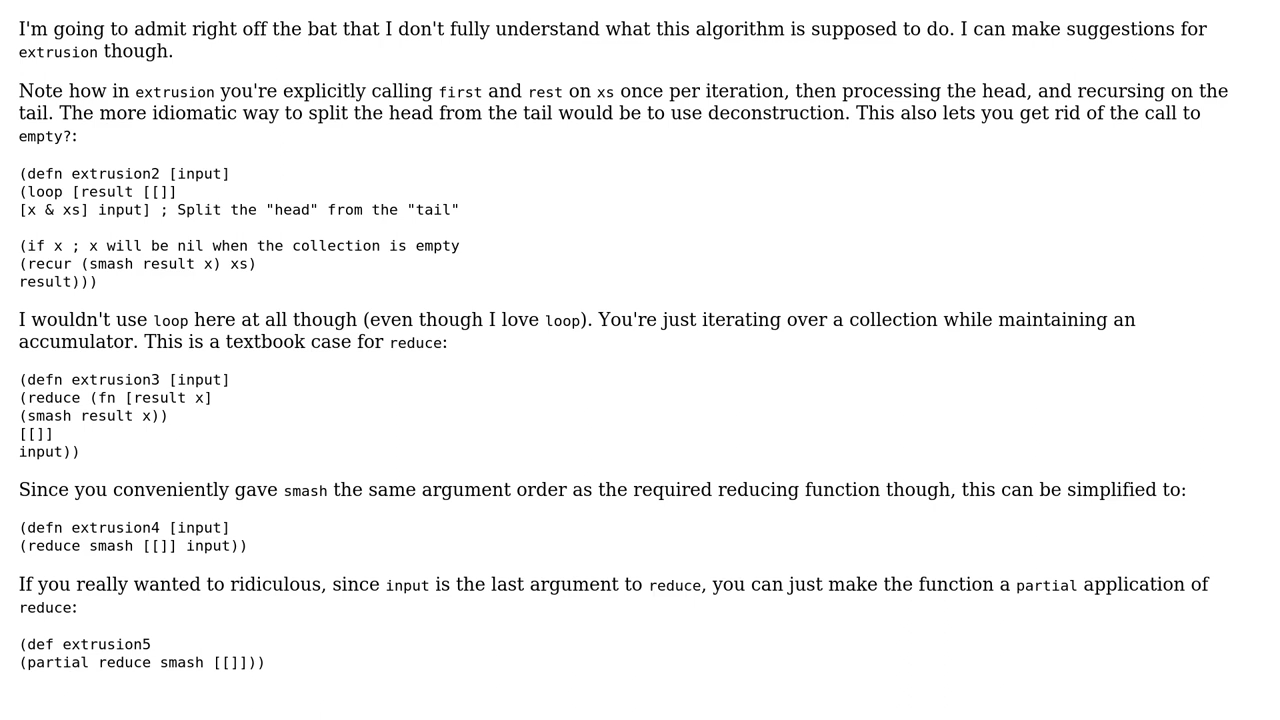 I'm going to admit right off the bat that I don't fully understand what this algorithm is supposed to do. I can make suggestions for
extrusion though.
Note how in extrusion you're explicitly calling first and rest on xs once per iteration, then processing the head, and recursing on the
tail. The more idiomatic way to split the head from the tail would be to use deconstruction. This also lets you get rid of the call to
empty?:
(defn extrusion2 [input]
(loop [result [[]]
[x & xs] input] ; Split the "head" from the "tail"
(if x ; x will be nil when the collection is empty
(recur (smash result x) xs)
result)))
I wouldn't use loop here at all though (even though I love loop). You're just iterating over a collection while maintaining an
accumulator. This is a textbook case for reduce:
(defn extrusion3 [input]
(reduce (fn [result x]
(smash result x))
[[]]
input))
Since you conveniently gave smash the same argument order as the required reducing function though, this can be simplified to:
(defn extrusion4 [input]
(reduce smash [[]] input))
If you really wanted to ridiculous, since input is the last argument to reduce, you can just make the function a partial application of
reduce:
(def extrusion5
(partial reduce smash [[]]))